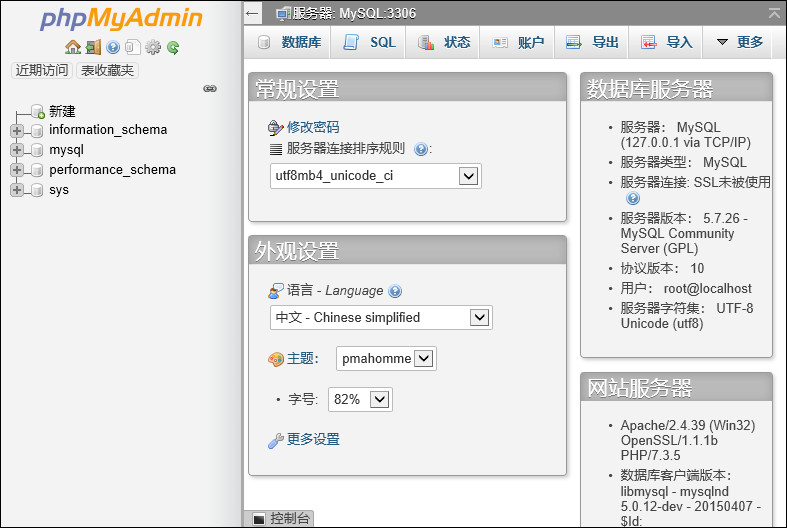 phpMyAdmin
近期访问 表收藏夹
新建
information_schema
mysql
performance_schema
sys
服务器: MySQL:3306
数据库 SQL 状态 账户 导出 导入 更多
常规设置
修改密码
服务器连接排序规则 :
utf8mb4_unicode_ci
外观设置
语言 - Language
中文 - Chinese simplified
主题: pmahomme
字号: 82%
更多设置
数据库服务器
服务器: MySQL
(127.0.0.1 via TCP/IP)
服务器类型: MySQL
服务器连接: SSL未被使用
服务器版本: 5.7.26 -
MySQL Community
Server (GPL)
协议版本: 10
用户: root@localhost
服务器字符集: UTF-8
Unicode (utf8)
网站服务器
Apache/2.4.39 (Win32)
OpenSSL/1.1.1b
PHP/7.3.5
数据库客户端版本:
libmysql - mysqlnd
5.0.12-dev - 20150407 -
$Id:
控制台